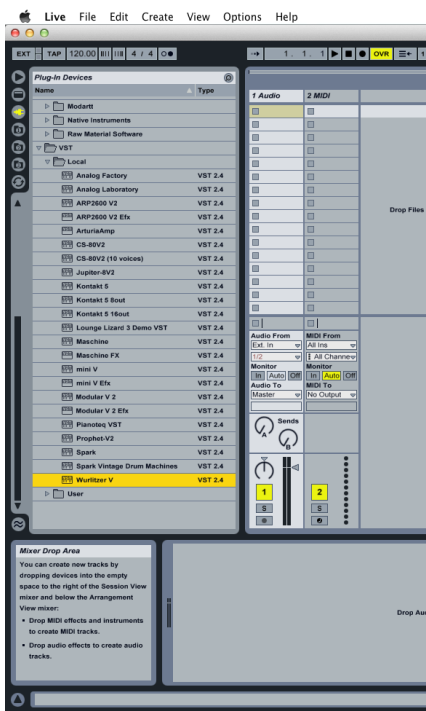 Live File Edit Create View Options Help
EXT TAP 120.00 4 / 4 1. 1. 1 OVR 1
Plug-In Devices
Name Type
Modartt
Native Instruments
Raw Material Software
VST
Local
Analog Factory VST 2.4
Analog Laboratory VST 2.4
ARP2600 V2 VST 2.4
ARP2600 V2 Efx VST 2.4
ArturiaAmp VST 2.4
CS-80V2 VST 2.4
CS-80V2 (10 voices) VST 2.4
Jupiter-8V2 VST 2.4
Kontakt 5 VST 2.4
Kontakt 5 8out VST 2.4
Kontakt 5 16out VST 2.4
Lounge Lizard 3 Demo VST VST 2.4
Maschine VST 2.4
Maschine FX VST 2.4
mini V VST 2.4
mini V Efx VST 2.4
Modular V 2 VST 2.4
Modular V 2 Efx VST 2.4
Pianoteq VST VST 2.4
Prophet-V2 VST 2.4
Spark VST 2.4
Spark Vintage Drum Machines VST 2.4
Wurlitzer V VST 2.4
User
1 Audio 2 MIDI
Drop Files
Audio From MIDI From
Ext. In All Ins
1/2 All Channe
Monitor Monitor
In Auto Off In Auto Off
Audio To MIDI To
Master No Output
Sends
A
B
1 2
S S
Mixer Drop Area
You can create new tracks by
dropping devices into the empty
space to the right of the Session View
mixer and below the Arrangement
View mixer:
• Drop MIDI effects and instruments
to create MIDI tracks.
• Drop audio effects to create audio
tracks.
Drop Au